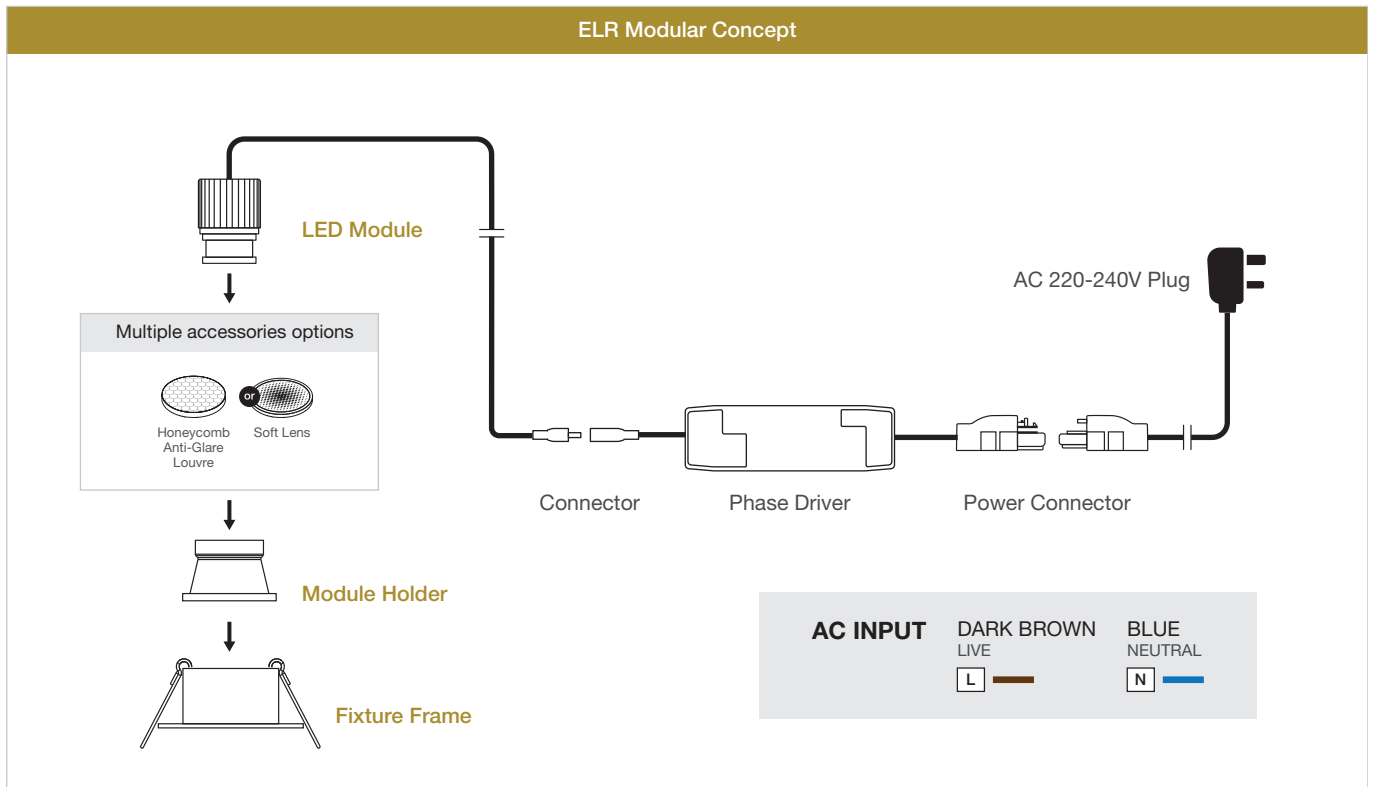 ELR Modular Concept
LED Module
AC 220-240V Plug
Multiple accessories options
or
Honeycomb
Anti-Glare
Louvre
Soft Lens
Connector
Phase Driver
Power Connector
Module Holder
Fixture Frame
AC INPUT
DARK BROWN
LIVE
L
BLUE
NEUTRAL
N